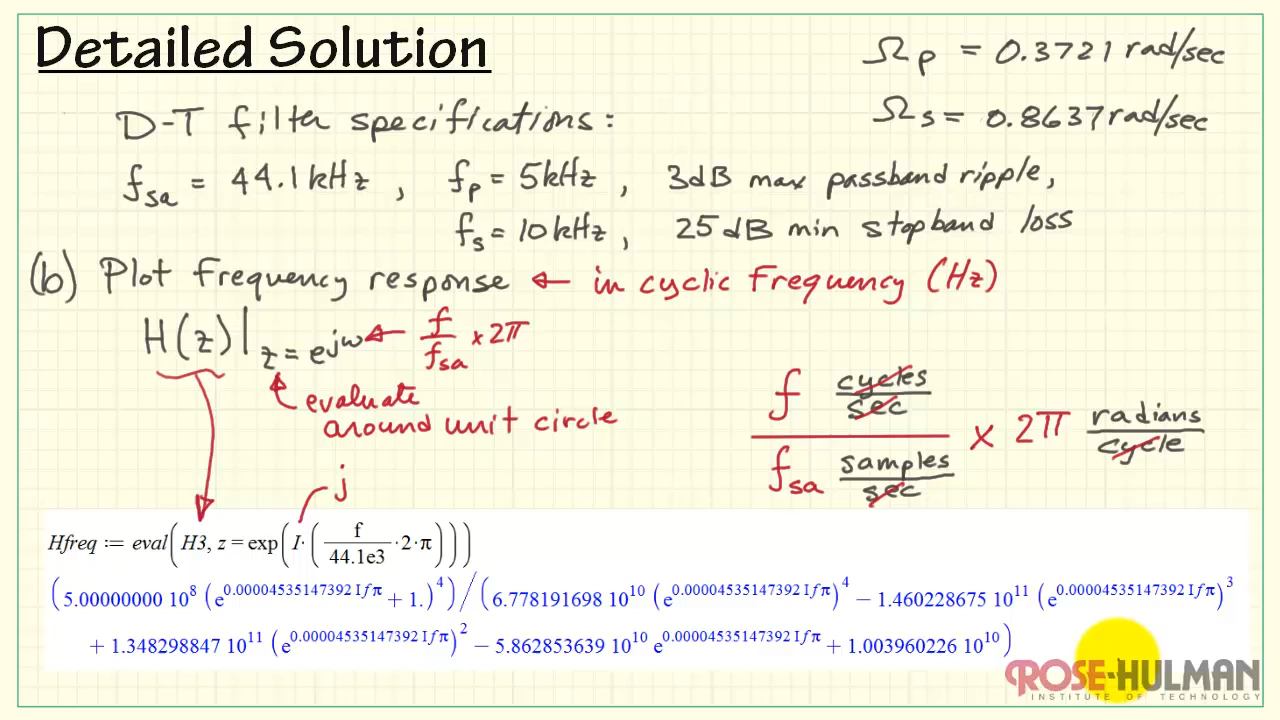 Detailed Solution
Ωp = 0.3721 rad/sec
Ωs = 0.8637 rad/sec
D-T filter specifications:
fsa = 44.1 kHz, fp = 5kHz, 3dB max passband ripple,
fs = 10 kHz, 25 dB min stopband loss
(b) Plot frequency response ← in cyclic frequency (Hz)
H(z)|z = e^jω ← f/fsa × 2π
evaluate
around unit circle
j
f cycles/sec
fsa samples/sec
× 2π radians/cycle
Hfreq := eval(H3, z = exp(I·(f/44.1e3 ·2·π)))
(5.00000000 10^8 (e^0.00004535147392 I f π + 1.)^4) / (6.778191698 10^10 (e^0.00004535147392 I f π)^4 − 1.460228675 10^11 (e^0.00004535147392 I f π)^3
+ 1.348298847 10^11 (e^0.00004535147392 I f π)^2 − 5.862853639 10^10 e^0.00004535147392 I f π + 1.003960226 10^10)
ROSE-HULMAN
INSTITUTE OF TECHNOLOGY